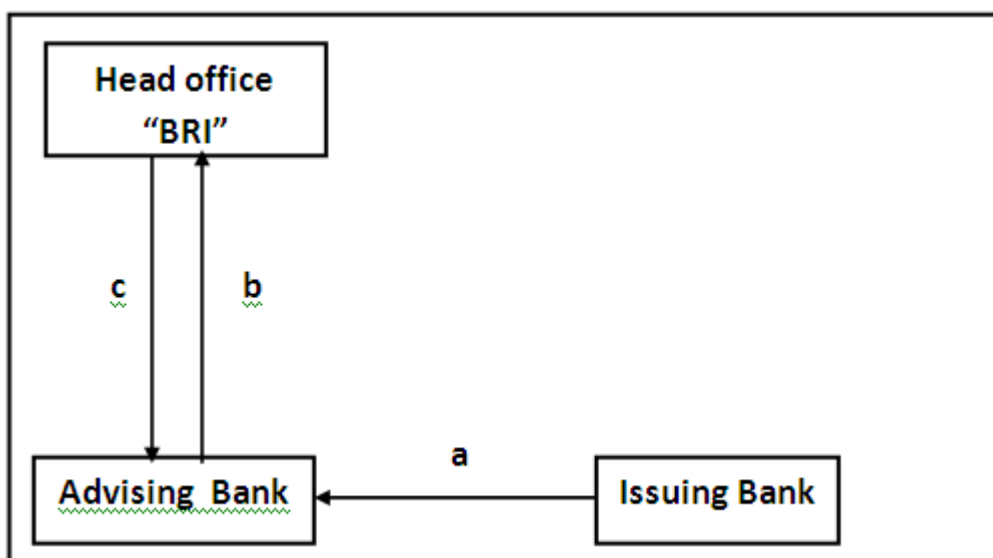 Head office
“BRI”
c
b
a
Advising  Bank
Issuing Bank